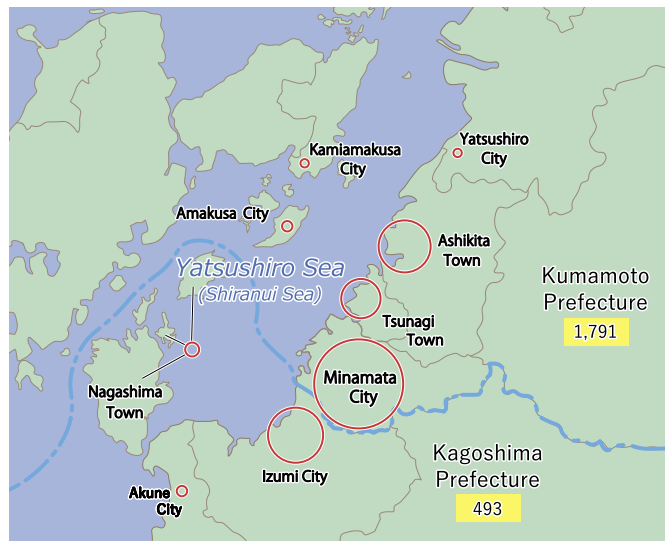 Kamiamakusa
City
Yatsushiro
City
Amakusa City
Ashikita
Town
Yatsushiro Sea
(Shiranui Sea)
Kumamoto
Prefecture
1,791
Tsunagi
Town
Minamata
City
Nagashima
Town
Kagoshima
Prefecture
493
Izumi City
Akune
City